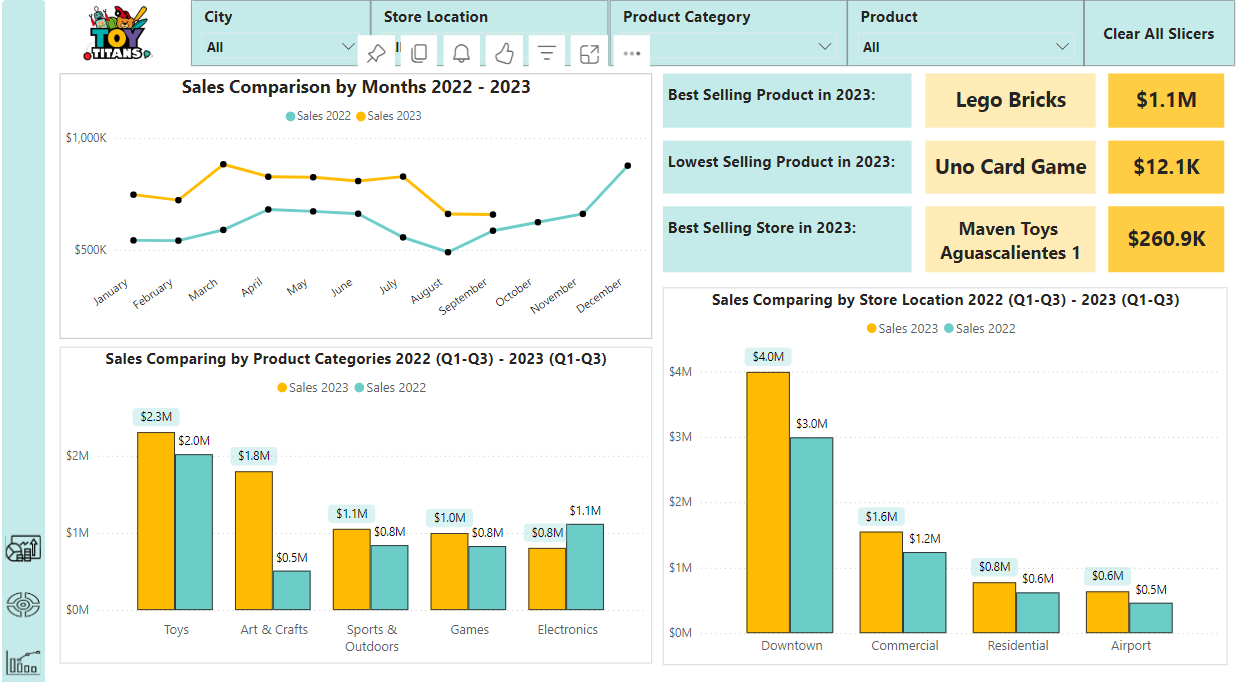 TOY
TITANS
City
All
Store Location
Product Category
Product
All
Clear All Slicers
Sales Comparison by Months 2022 - 2023
Sales 2022 Sales 2023
$1,000K
$500K
January
February
March
April
May
June
July
August
September
October
November
December
Best Selling Product in 2023:
Lego Bricks
$1.1M
Lowest Selling Product in 2023:
Uno Card Game
$12.1K
Best Selling Store in 2023:
Maven Toys
Aguascalientes 1
$260.9K
Sales Comparing by Product Categories 2022 (Q1-Q3) - 2023 (Q1-Q3)
Sales 2023 Sales 2022
$2M
$1M
$0M
$2.3M
$2.0M
$1.8M
$0.5M
$1.1M
$0.8M
$1.0M
$0.8M
$0.8M
$1.1M
Toys
Art & Crafts
Sports &
Outdoors
Games
Electronics
Sales Comparing by Store Location 2022 (Q1-Q3) - 2023 (Q1-Q3)
Sales 2023 Sales 2022
$4M
$3M
$2M
$1M
$0M
$4.0M
$3.0M
$1.6M
$1.2M
$0.8M
$0.6M
$0.6M
$0.5M
Downtown
Commercial
Residential
Airport